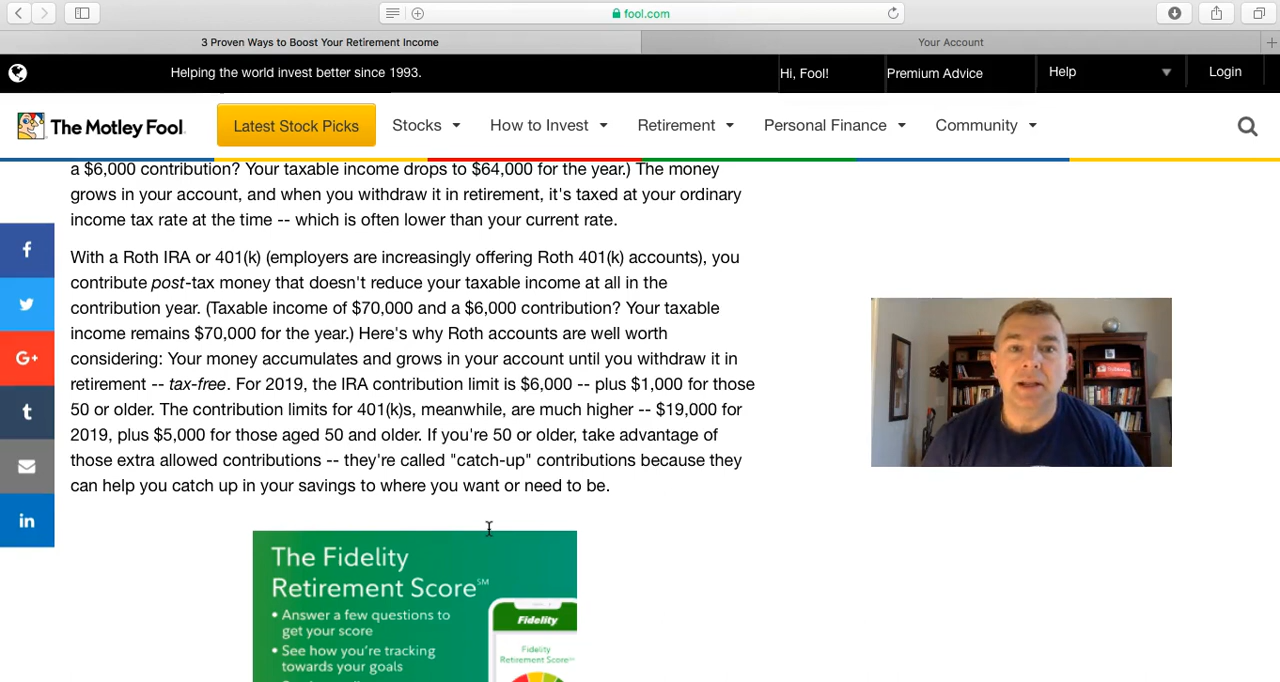 fool.com
3 Proven Ways to Boost Your Retirement Income
Your Account
Helping the world invest better since 1993.
Hi, Fool!
Premium Advice
Help
Login
The Motley Fool
Latest Stock Picks
Stocks
How to Invest
Retirement
Personal Finance
Community
a $6,000 contribution? Your taxable income drops to $64,000 for the year.) The money
grows in your account, and when you withdraw it in retirement, it's taxed at your ordinary
income tax rate at the time -- which is often lower than your current rate.
With a Roth IRA or 401(k) (employers are increasingly offering Roth 401(k) accounts), you
contribute post-tax money that doesn't reduce your taxable income at all in the
contribution year. (Taxable income of $70,000 and a $6,000 contribution? Your taxable
income remains $70,000 for the year.) Here's why Roth accounts are well worth
considering: Your money accumulates and grows in your account until you withdraw it in
retirement -- tax-free. For 2019, the IRA contribution limit is $6,000 -- plus $1,000 for those
50 or older. The contribution limits for 401(k)s, meanwhile, are much higher -- $19,000 for
2019, plus $5,000 for those aged 50 and older. If you're 50 or older, take advantage of
those extra allowed contributions -- they're called "catch-up" contributions because they
can help you catch up in your savings to where you want or need to be.
f
G+
t
in
The Fidelity
Retirement Score℠
• Answer a few questions to
get your score
• See how you're tracking
towards your goals
Fidelity
Fidelity
Retirement Score℠